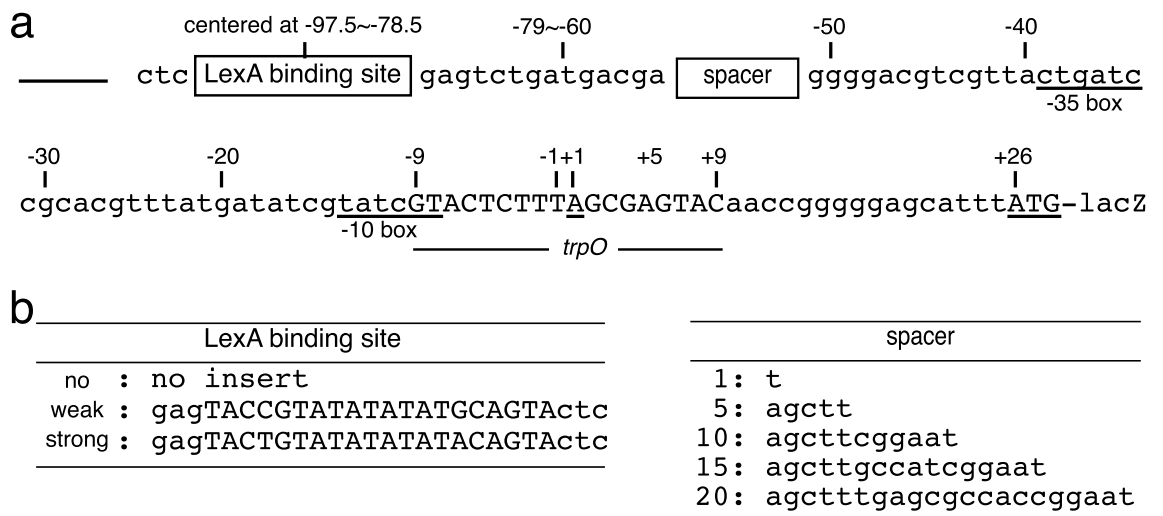 a
centered at -97.5~-78.5 -79~-60 -50 -40
ctc LexA binding site gagtctgatgacga spacer ggggacgtcgttactgatc
-35 box
-30 -20 -9 -1 +1 +5 +9 +26
cgcacgtttatgatatcgtatcGTACTCTTTAGCGAGTACaaccgggggagcatttATG-lacZ
-10 box
trpO
b
LexA binding site
no : no insert
weak : gagTACCGTATATATATGCAGTActc
strong : gagTACTGTATATATATACAGTActc
spacer
1: t
5: agctt
10: agcttcggaat
15: agcttgccatcggaat
20: agctttgagcgccaccggaat